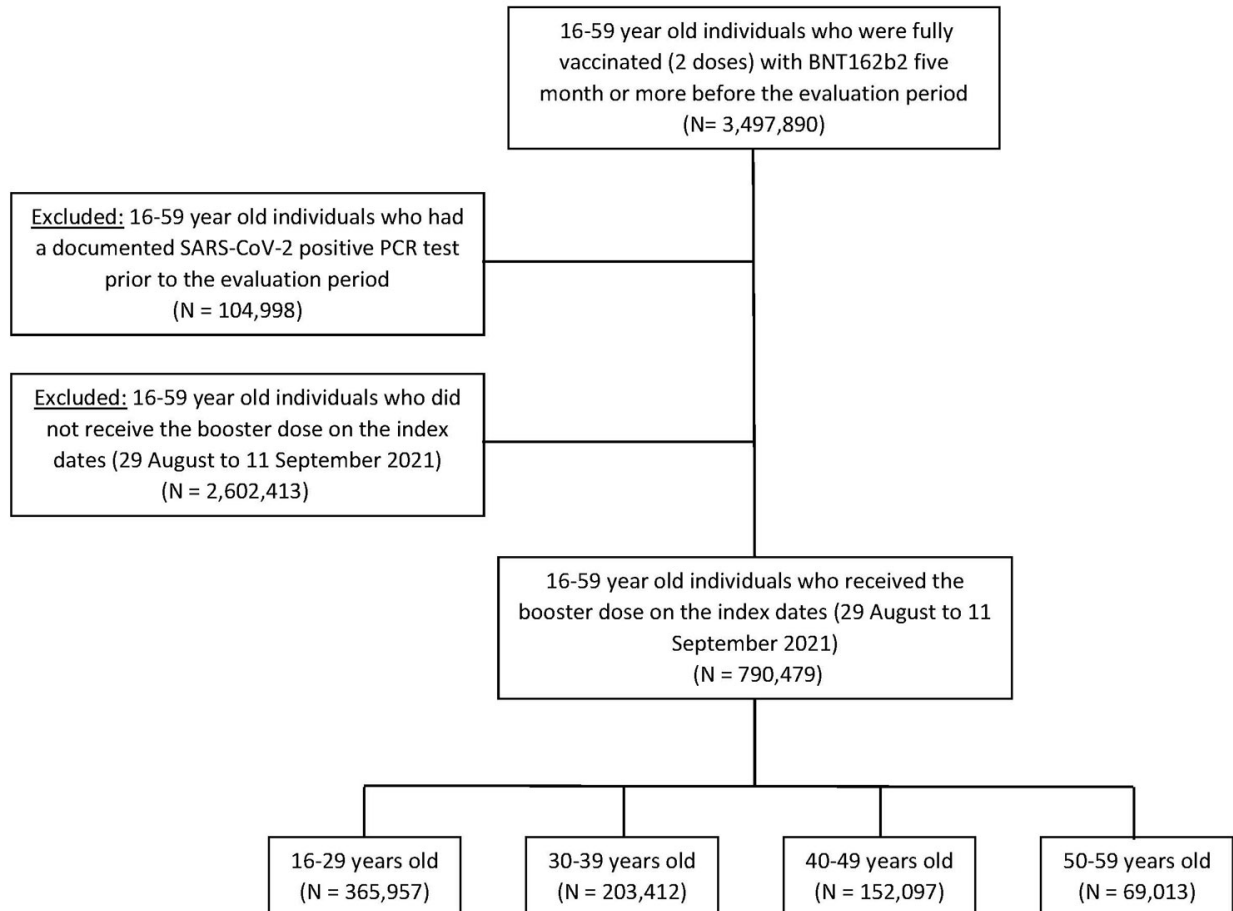 16-59 year old individuals who were fully
vaccinated (2 doses) with BNT162b2 five
month or more before the evaluation period
(N= 3,497,890)
Excluded: 16-59 year old individuals who had
a documented SARS-CoV-2 positive PCR test
prior to the evaluation period
(N = 104,998)
Excluded: 16-59 year old individuals who did
not receive the booster dose on the index
dates (29 August to 11 September 2021)
(N = 2,602,413)
16-59 year old individuals who received the
booster dose on the index dates (29 August to 11
September 2021)
(N = 790,479)
16-29 years old
(N = 365,957)
30-39 years old
(N = 203,412)
40-49 years old
(N = 152,097)
50-59 years old
(N = 69,013)